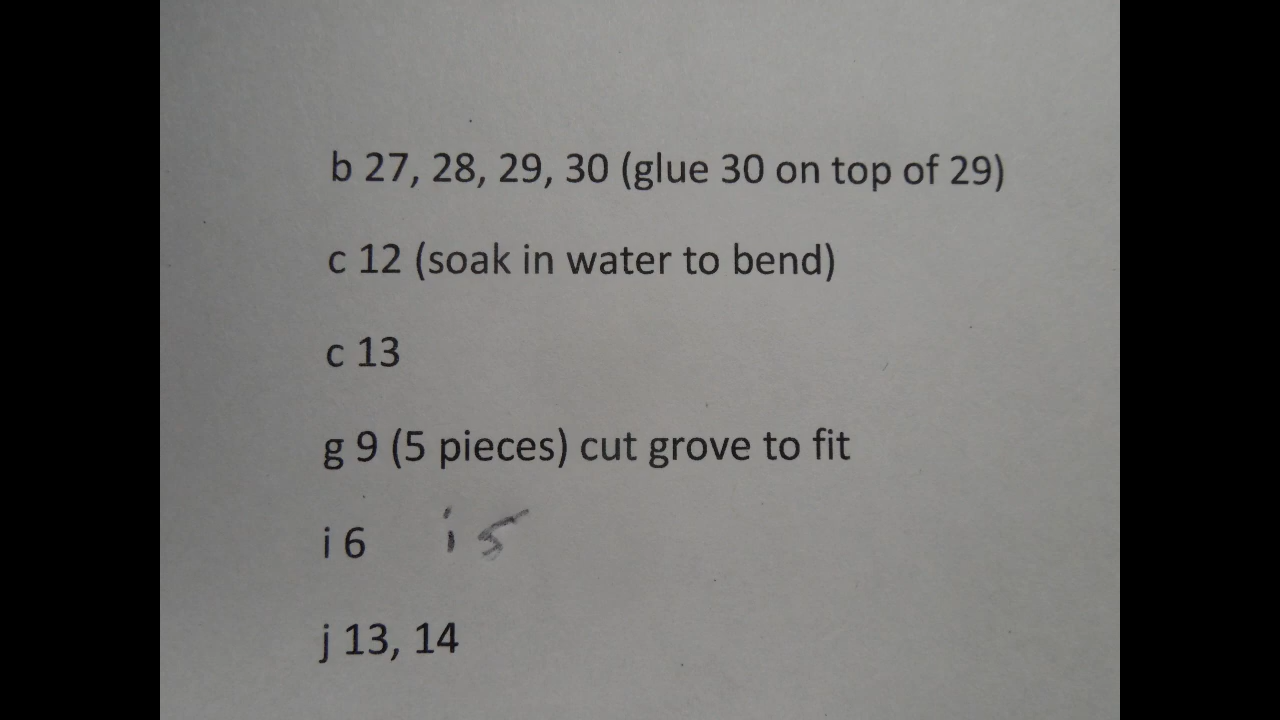 b 27, 28, 29, 30 (glue 30 on top of 29)
c 12 (soak in water to bend)
c 13
g 9 (5 pieces) cut grove to fit
i 6 i 5
j 13, 14